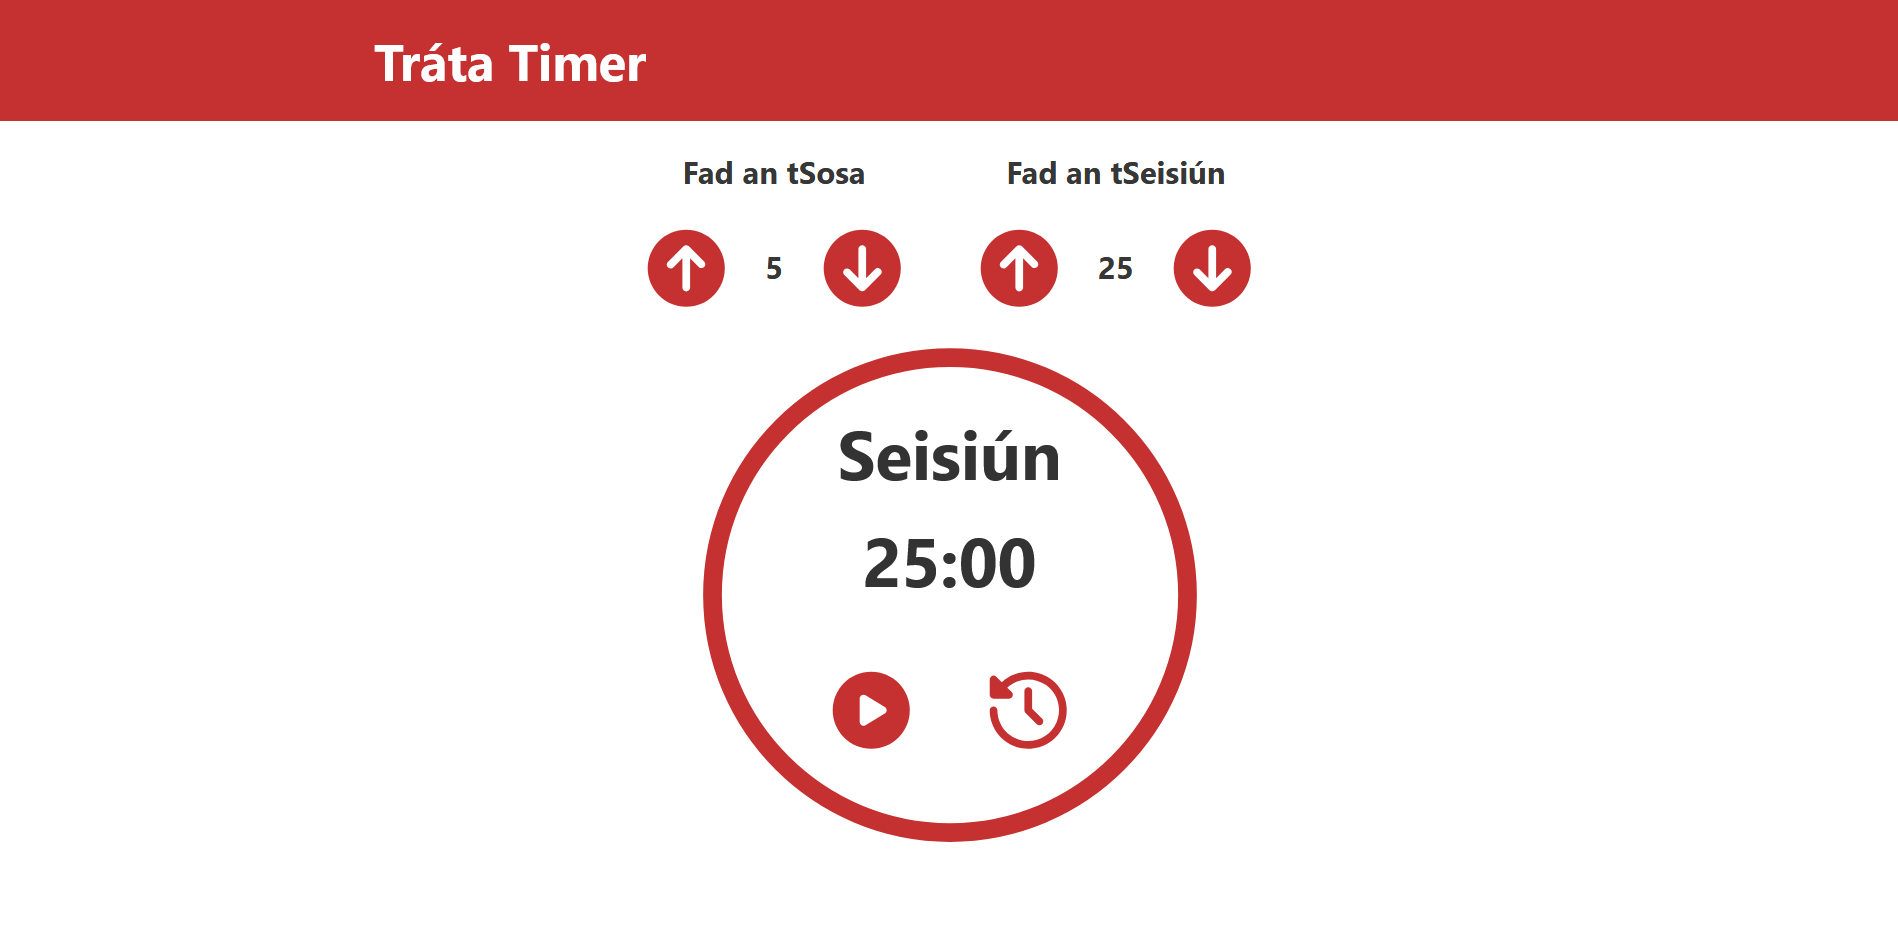 Tráta Timer
Fad an tSosa
Fad an tSeisiún
5
25
Seisiún
25:00